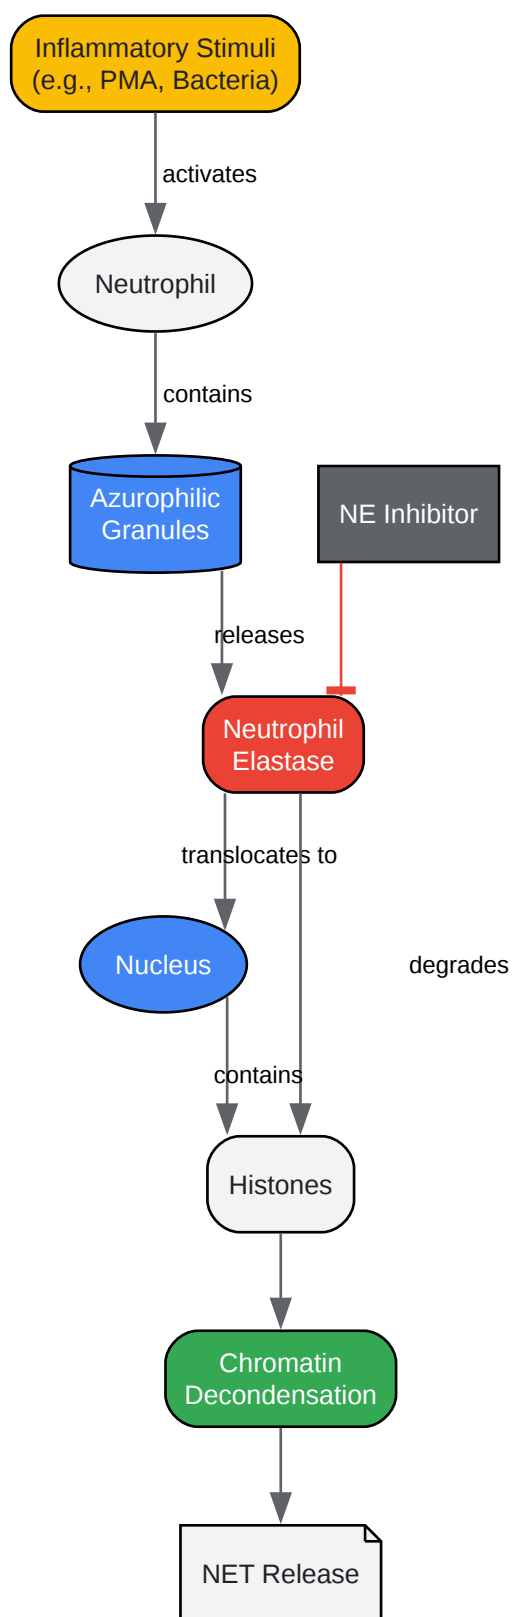 Inflammatory Stimuli
(e.g., PMA, Bacteria)
activates
Neutrophil
contains
Azurophilic
Granules
NE Inhibitor
releases
Neutrophil
Elastase
translocates to
Nucleus
degrades
contains
Histones
Chromatin
Decondensation
NET Release